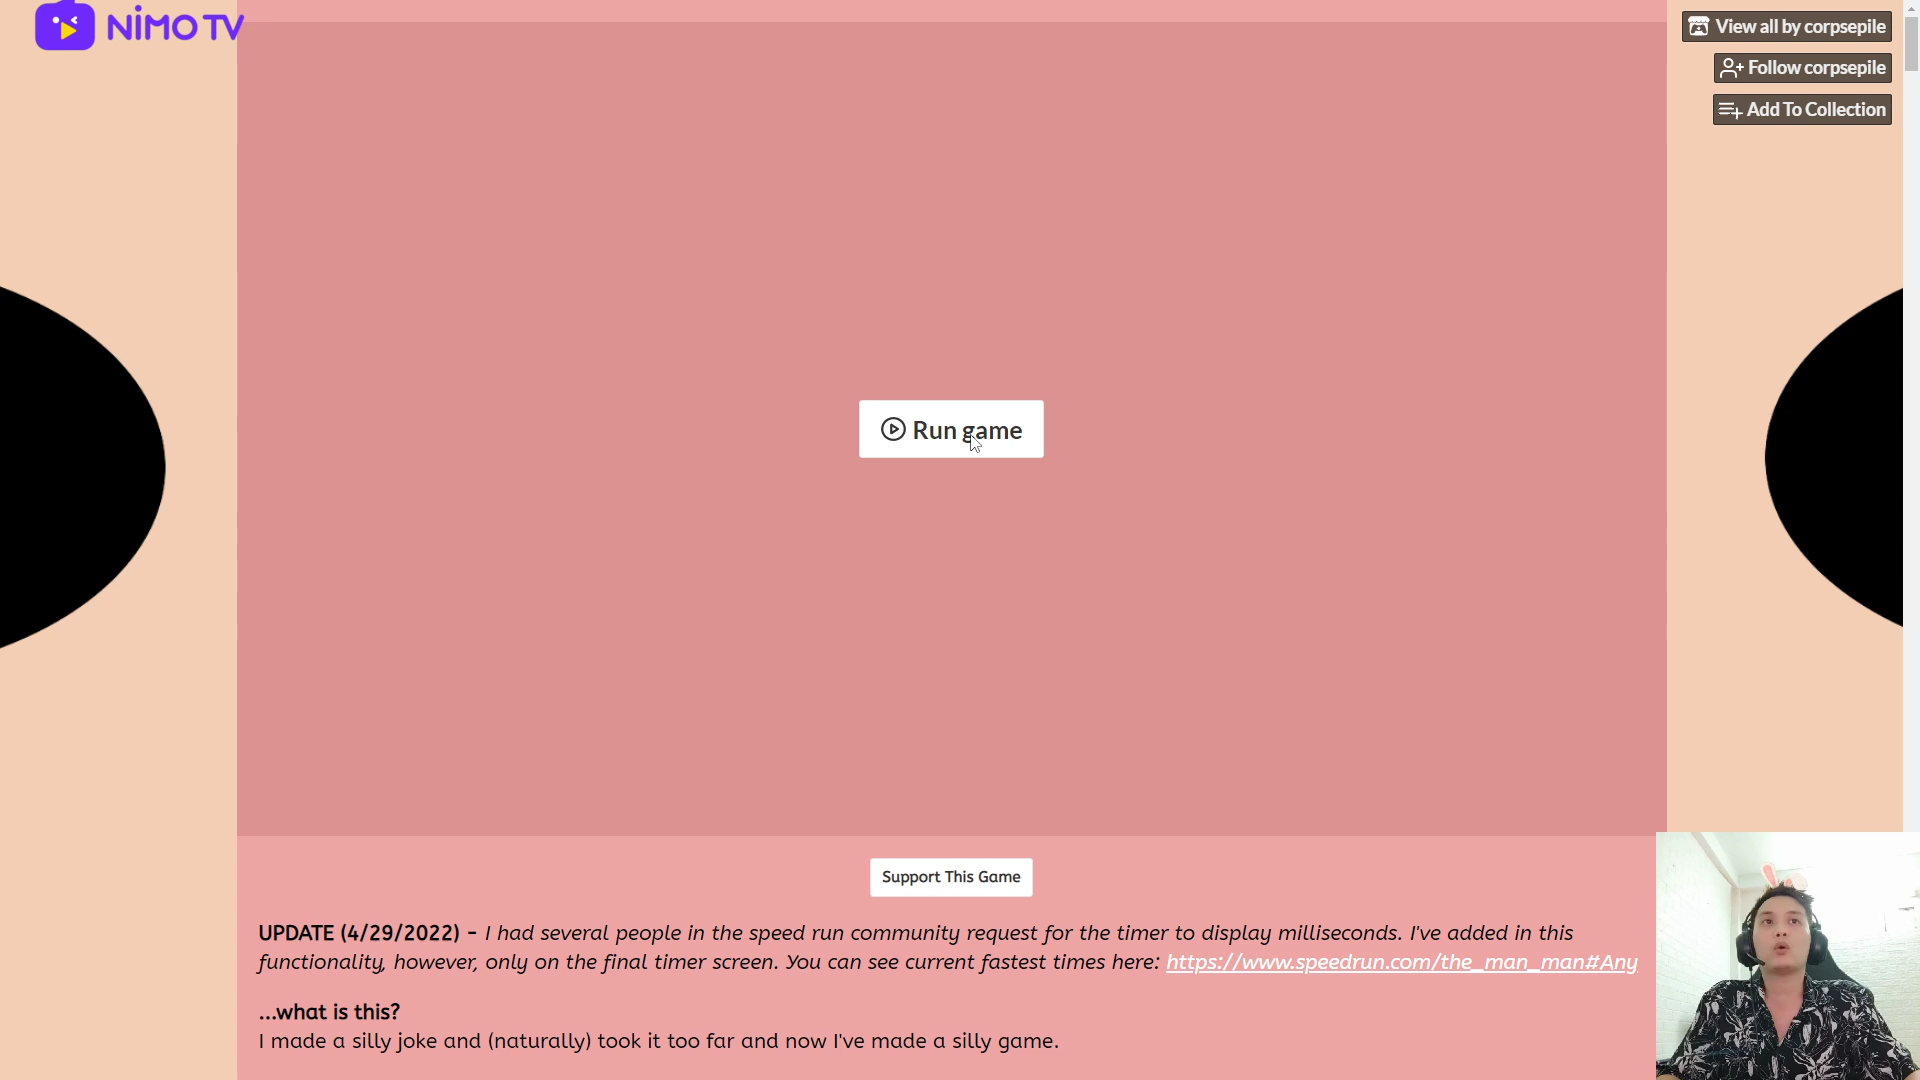 NIMO TV
View all by corpsepile
Follow corpsepile
Add To Collection
Run game
Support This Game
UPDATE (4/29/2022) - I had several people in the speed run community request for the timer to display milliseconds. I've added in this
functionality, however, only on the final timer screen. You can see current fastest times here: https://www.speedrun.com/the_man_man#Any
...what is this?
I made a silly joke and (naturally) took it too far and now I've made a silly game.